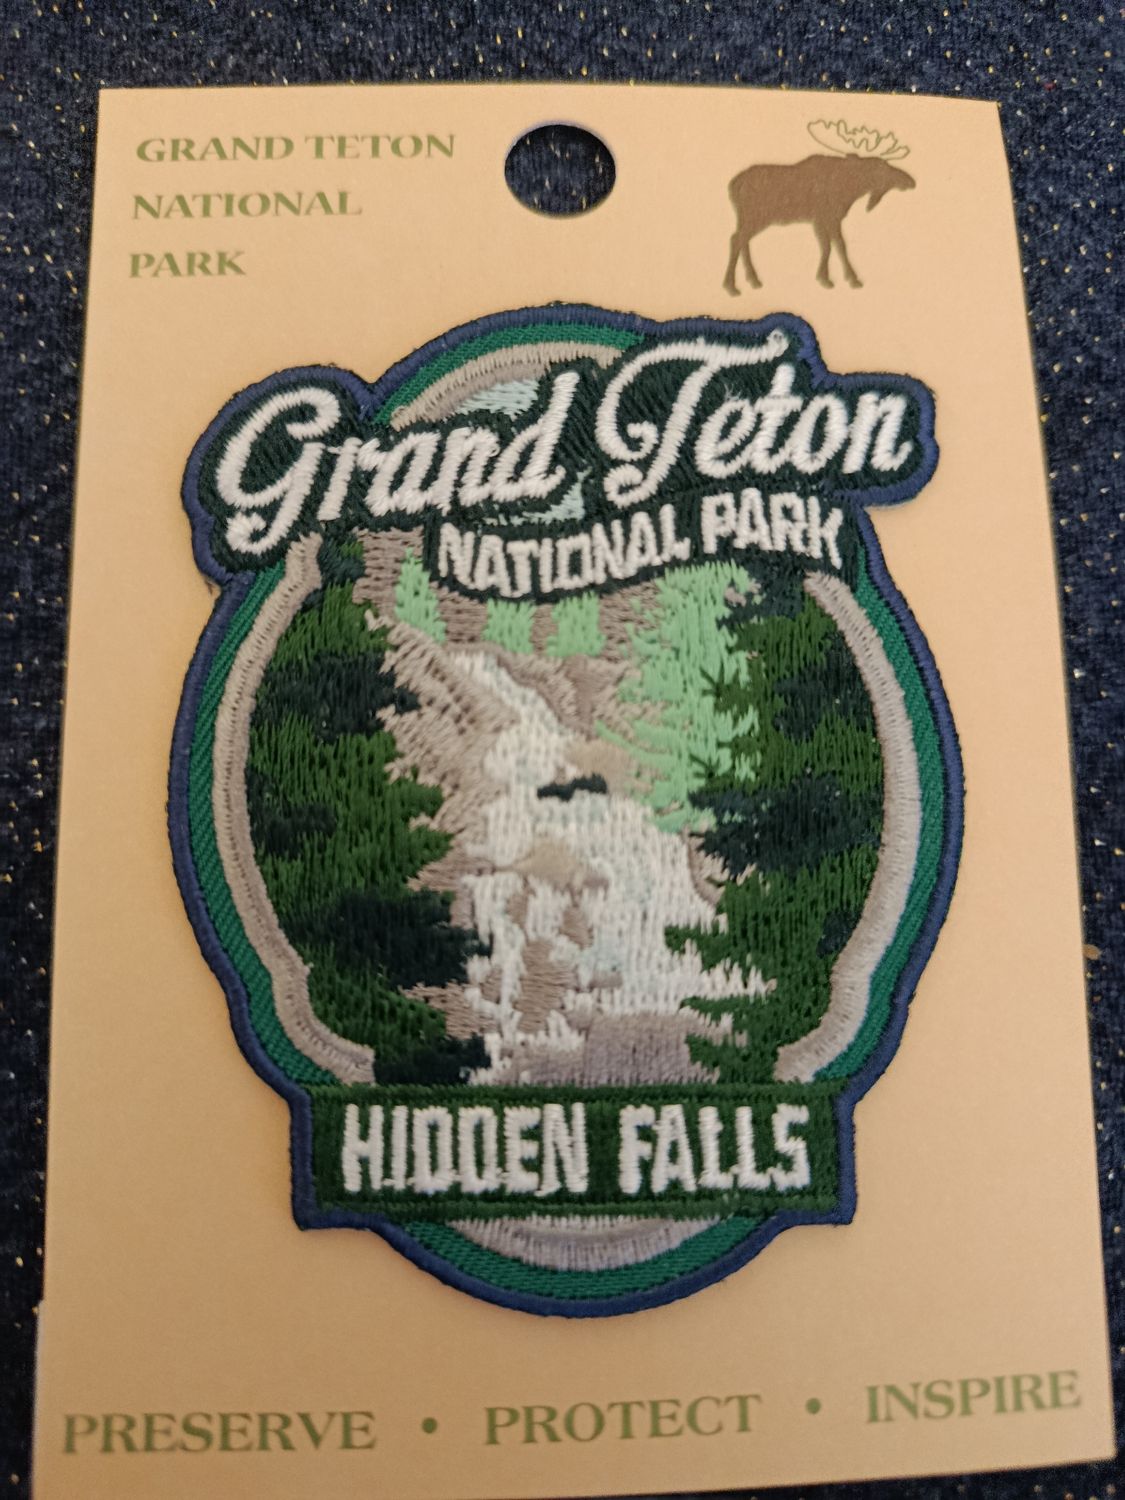 GRAND TETON
NATIONAL
PARK
Grand Teton
NATIONAL PARK
HIDDEN FALLS
PRESERVE • PROTECT • INSPIRE